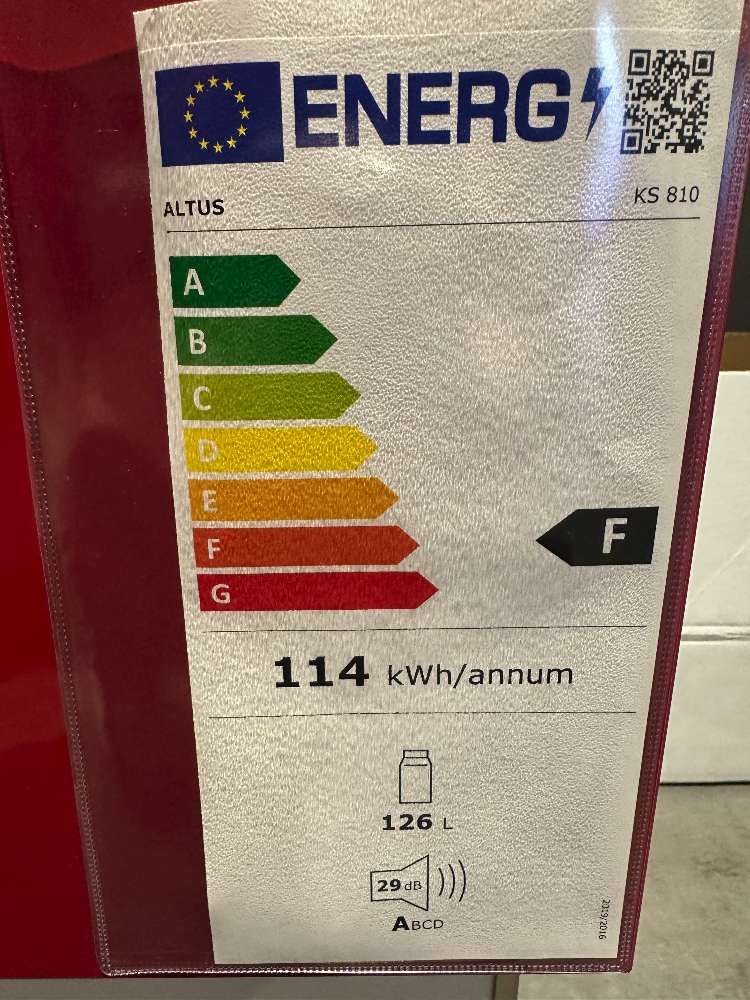 ENERG
ALTUS KS 810
A
B
C
D
E
F
F
G
114 kWh/annum
126 L
29 dB
ABCD
2019/2016